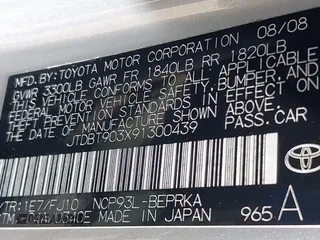 MFD. BY: TOYOTA MOTOR CORPORATION 08/08
GVWR 3300LB GAWR FR 1840LB RR 1820LB
THIS VEHICLE CONFORMS TO ALL APPLICABLE
FEDERAL MOTOR VEHICLE SAFETY, BUMPER, AND
THEFT PREVENTION STANDARDS IN EFFECT ON
THE DATE OF MANUFACTURE SHOWN ABOVE.
JTDBT903X91300439
TOYOTA
/TR: 1E7/FJ10 NCP93L-BEPRKA
MADE IN JAPAN 965 A